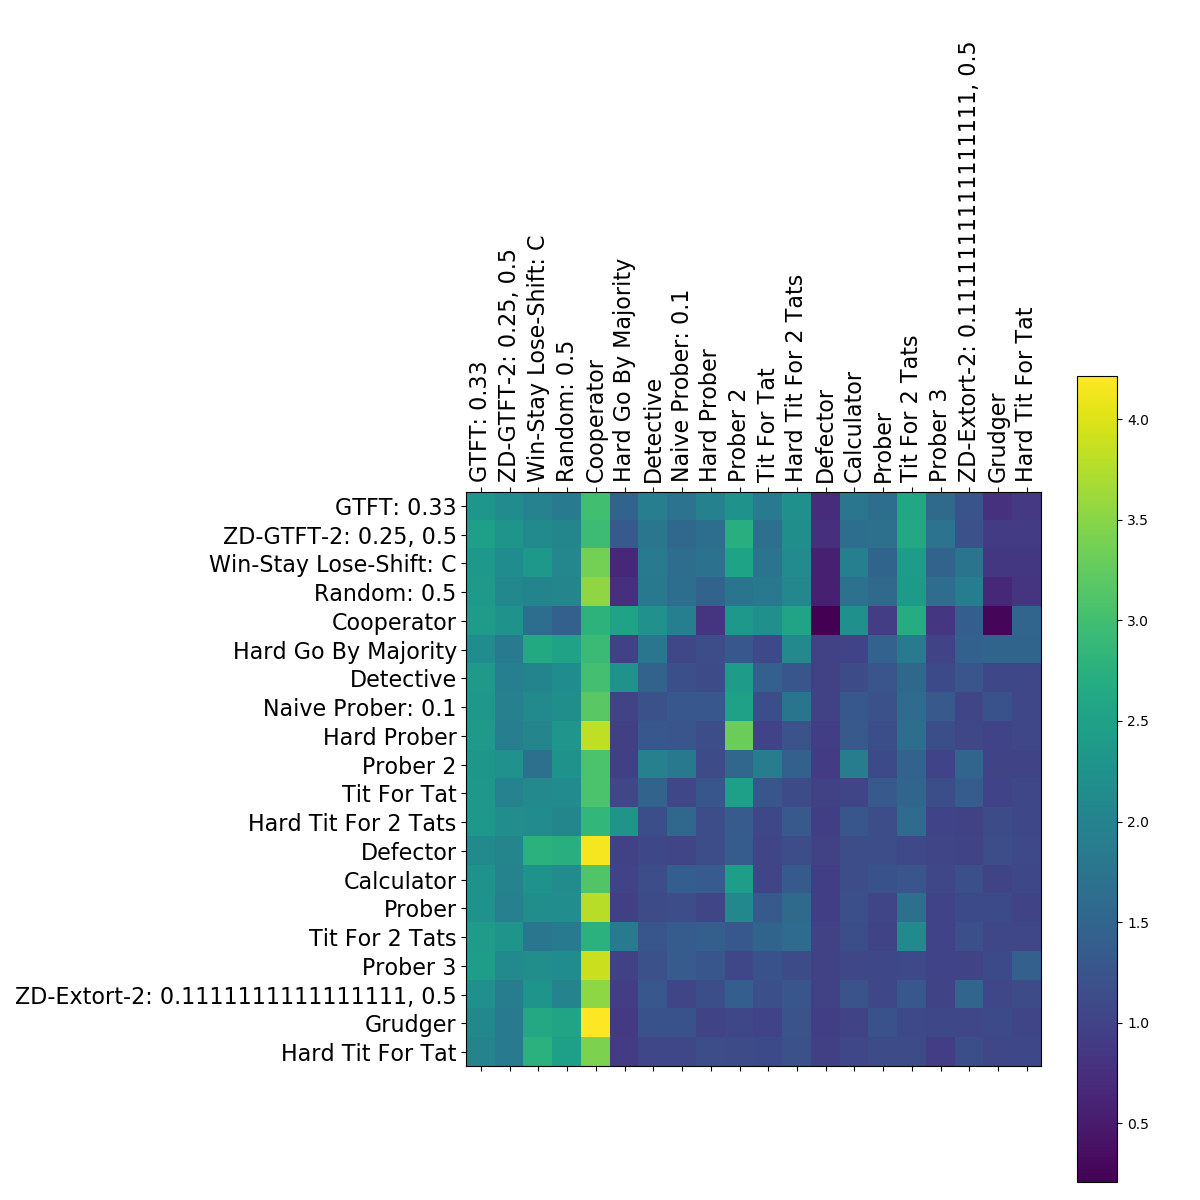 GTFT: 0.33
ZD-GTFT-2: 0.25, 0.5
Win-Stay Lose-Shift: C
Random: 0.5
Cooperator
Hard Go By Majority
Detective
Naive Prober: 0.1
Hard Prober
Prober 2
Tit For Tat
Hard Tit For 2 Tats
Defector
Calculator
Prober
Tit For 2 Tats
Prober 3
ZD-Extort-2: 0.1111111111111111, 0.5
Grudger
Hard Tit For Tat
GTFT: 0.33
ZD-GTFT-2: 0.25, 0.5
Win-Stay Lose-Shift: C
Random: 0.5
Cooperator
Hard Go By Majority
Detective
Naive Prober: 0.1
Hard Prober
Prober 2
Tit For Tat
Hard Tit For 2 Tats
Defector
Calculator
Prober
Tit For 2 Tats
Prober 3
ZD-Extort-2: 0.1111111111111111, 0.5
Grudger
Hard Tit For Tat
4.0
3.5
3.0
2.5
2.0
1.5
1.0
0.5